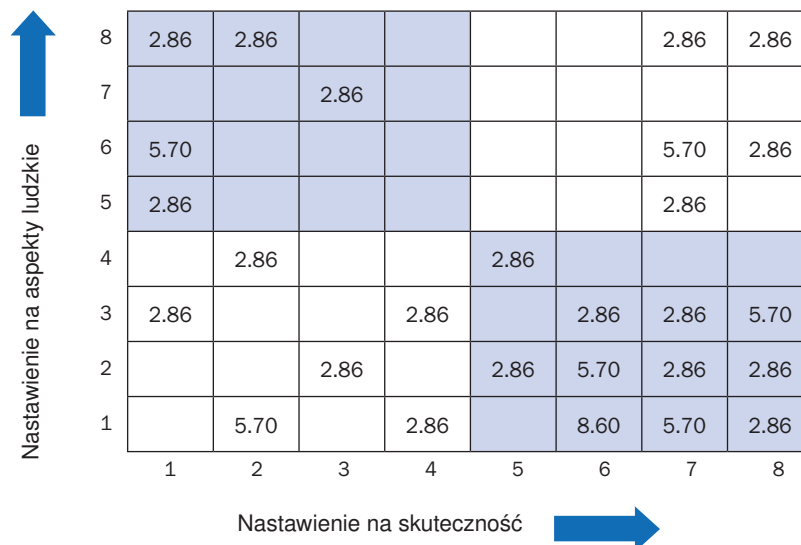 Nastawienie na aspekty ludzkie
8 2.86 2.86 2.86 2.86
7 2.86
6 5.70 5.70 2.86
5 2.86 2.86
4 2.86 2.86
3 2.86 2.86 2.86 2.86 5.70
2 2.86 2.86 5.70 2.86 2.86
1 5.70 2.86 8.60 5.70 2.86
1 2 3 4 5 6 7 8
Nastawienie na skuteczność